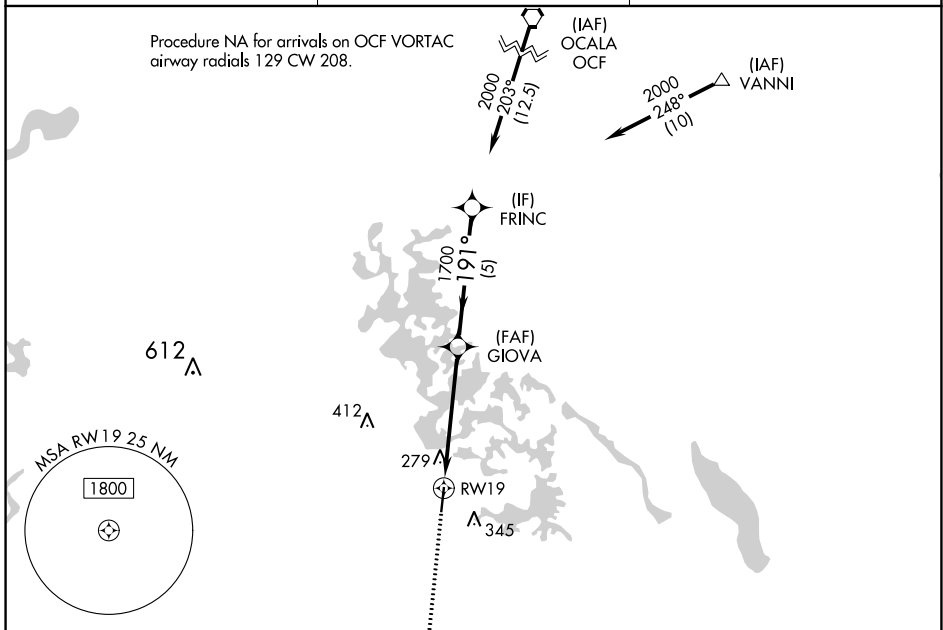 Procedure NA for arrivals on OCF VORTAC
airway radials 129 CW 208.
(IAF)
OCALA
OCF
2000
203°
(12.5)
(IAF)
VANNI
2000
248°
(10)
(IF)
FRINC
1700
191°
(5)
(FAF)
GIOVA
612
412
279
RW19
345
MSA RW19 25 NM
1800